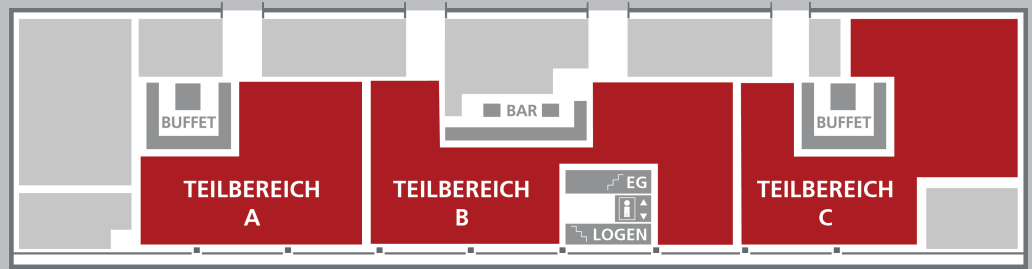 BUFFET
BAR
BUFFET
TEILBEREICH
A
TEILBEREICH
B
EG
LOGEN
TEILBEREICH
C